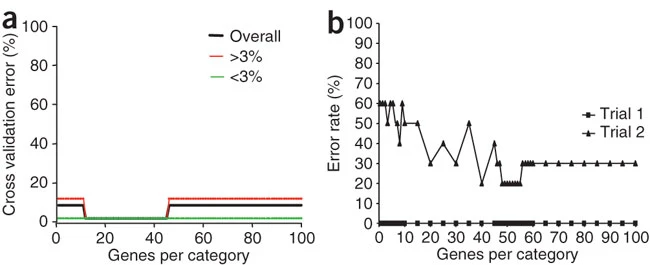 a
Cross validation error (%)
100
80
60
40
20
0
0 20 40 60 80 100
Genes per category
Overall
>3%
<3%
b
Error rate (%)
100
90
80
70
60
50
40
30
20
10
0
0 10 20 30 40 50 60 70 80 90 100
Genes per category
Trial 1
Trial 2